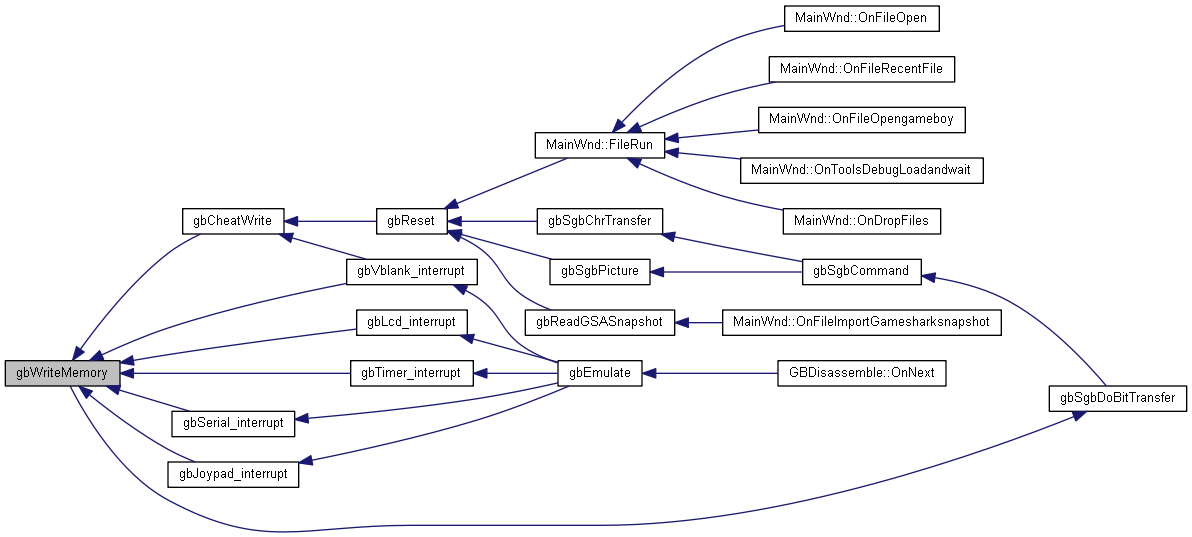 MainWnd::OnFileOpen
MainWnd::OnFileRecentFile
MainWnd::OnFileOpengameboy
MainWnd::FileRun
MainWnd::OnToolsDebugLoadandwait
gbCheatWrite
gbReset
gbSgbChrTransfer
MainWnd::OnDropFiles
gbVblank_interrupt
gbSgbPicture
gbSgbCommand
gbLcd_interrupt
gbReadGSASnapshot
MainWnd::OnFileImportGamesharksnapshot
gbWriteMemory
gbTimer_interrupt
gbEmulate
GBDisassemble::OnNext
gbSgbDoBitTransfer
gbSerial_interrupt
gbJoypad_interrupt